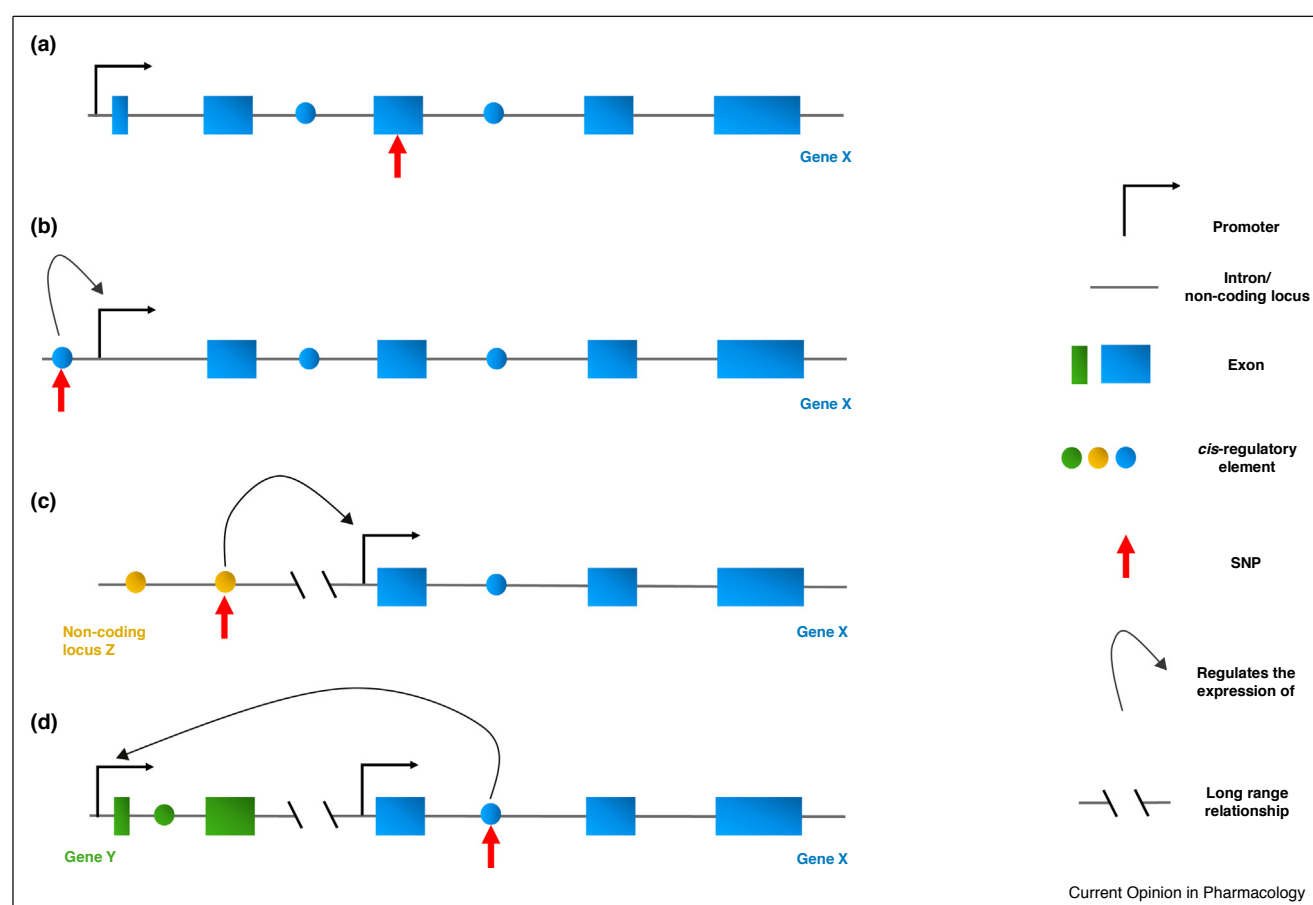 (a)
Gene X
(b)
Gene X
(c)
Non-coding
locus Z
Gene X
(d)
Gene Y
Gene X
Promoter
Intron/
non-coding locus
Exon
cis-regulatory
element
SNP
Regulates the
expression of
Long range
relationship
Current Opinion in Pharmacology